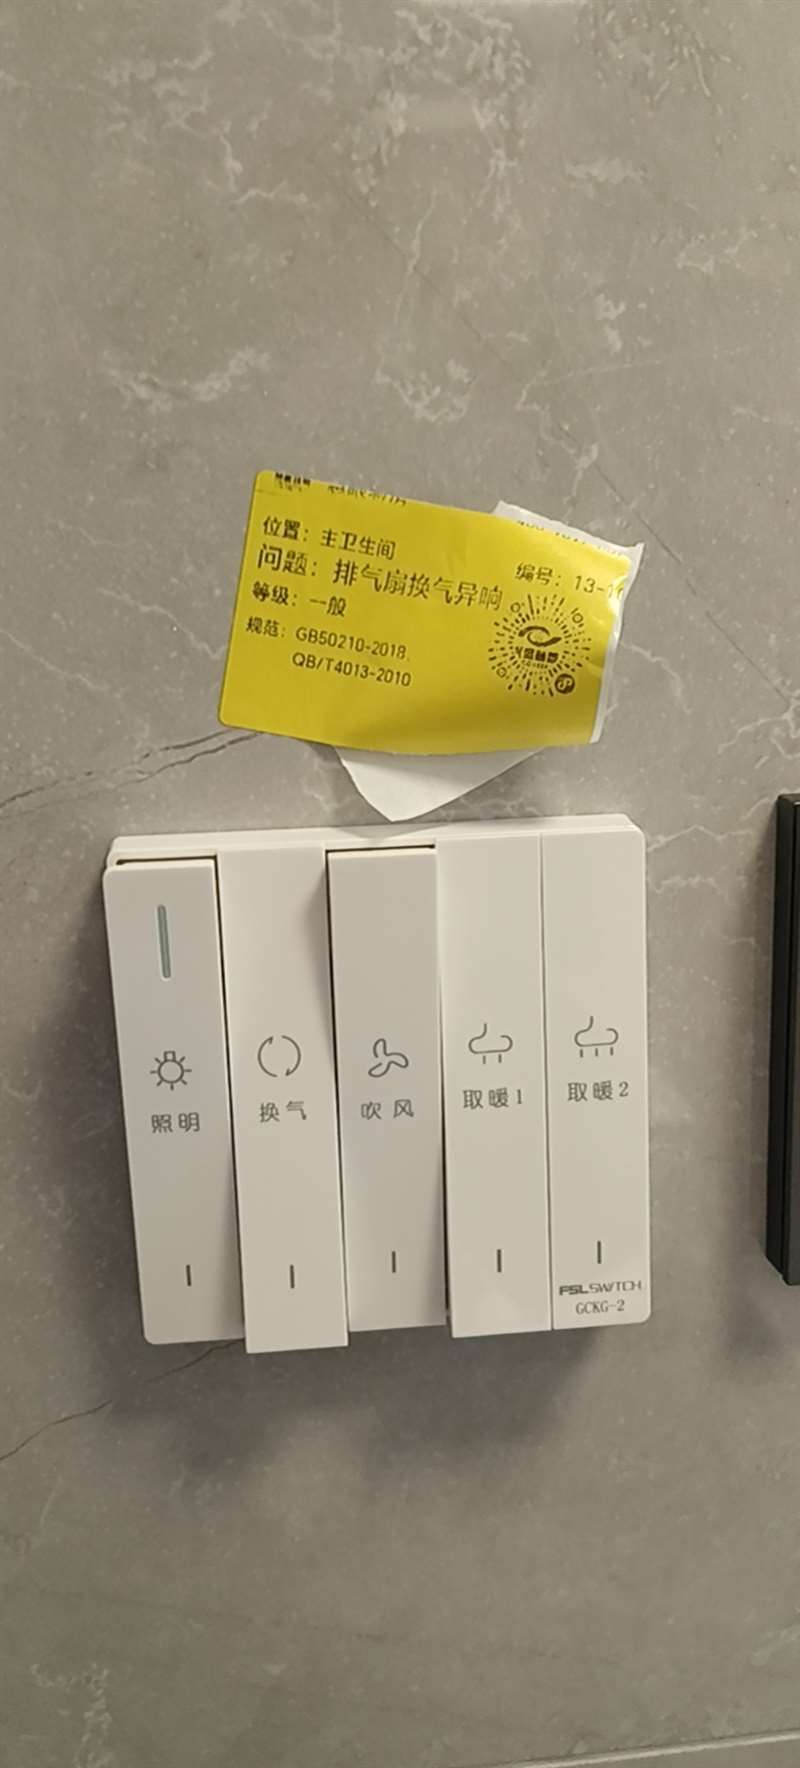 位置：主卫生间
编号：13-1
问题：排气扇换气异响
等级：一般
规范：GB50210-2018,
QB/T4013-2010
照明
换气
吹风
取暖1
取暖2
FSLSWITCH
GCKG-2